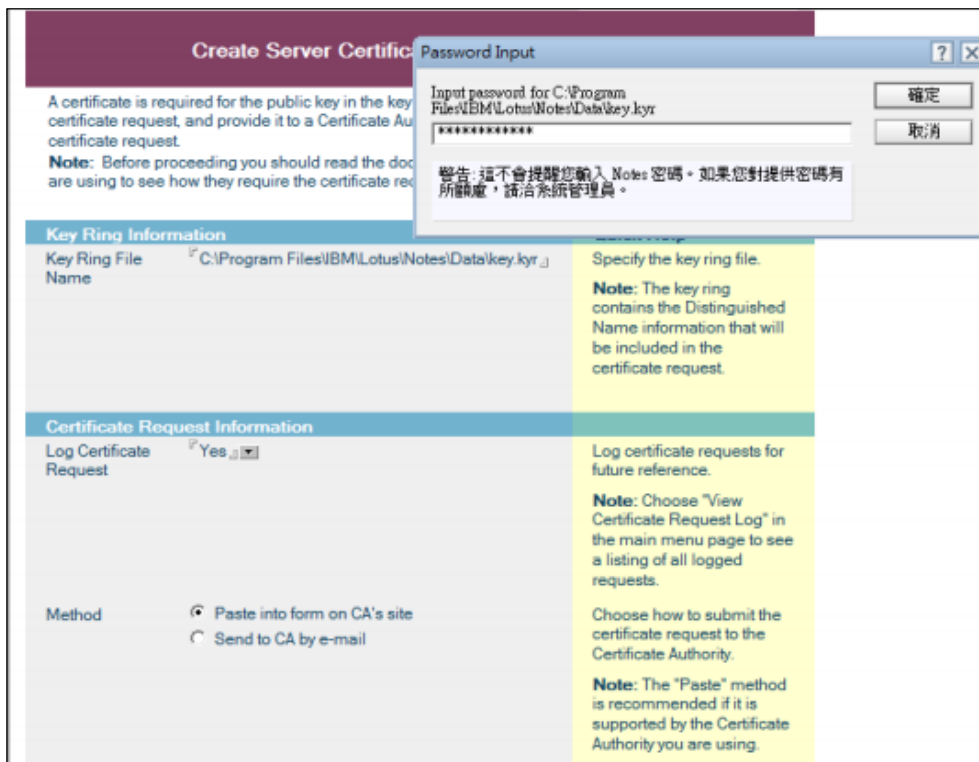 Create Server Certifica
Password Input
Input password for C:\Program
Files\IBM\Lotus\Notes\Data\key.kyr
************
確定
取消
警告: 這不會提醒您輸入 Notes 密碼。如果您對提供密碼有
所顧慮,請洽系統管理員。
A certificate is required for the public key in the key
certificate request, and provide it to a Certificate Au
certificate request.
Note: Before proceeding you should read the doc
are using to see how they require the certificate rec
Key Ring Information
Key Ring File
Name
C:\Program Files\IBM\Lotus\Notes\Data\key.kyr
Specify the key ring file.
Note: The key ring
contains the Distinguished
Name information that will
be included in the
certificate request.
Certificate Request Information
Log Certificate
Request
Yes
Log certificate requests for
future reference.
Note: Choose "View
Certificate Request Log" in
the main menu page to see
a listing of all logged
requests.
Method
Paste into form on CA's site
Send to CA by e-mail
Choose how to submit the
certificate request to the
Certificate Authority.
Note: The "Paste" method
is recommended if it is
supported by the Certificate
Authority you are using.